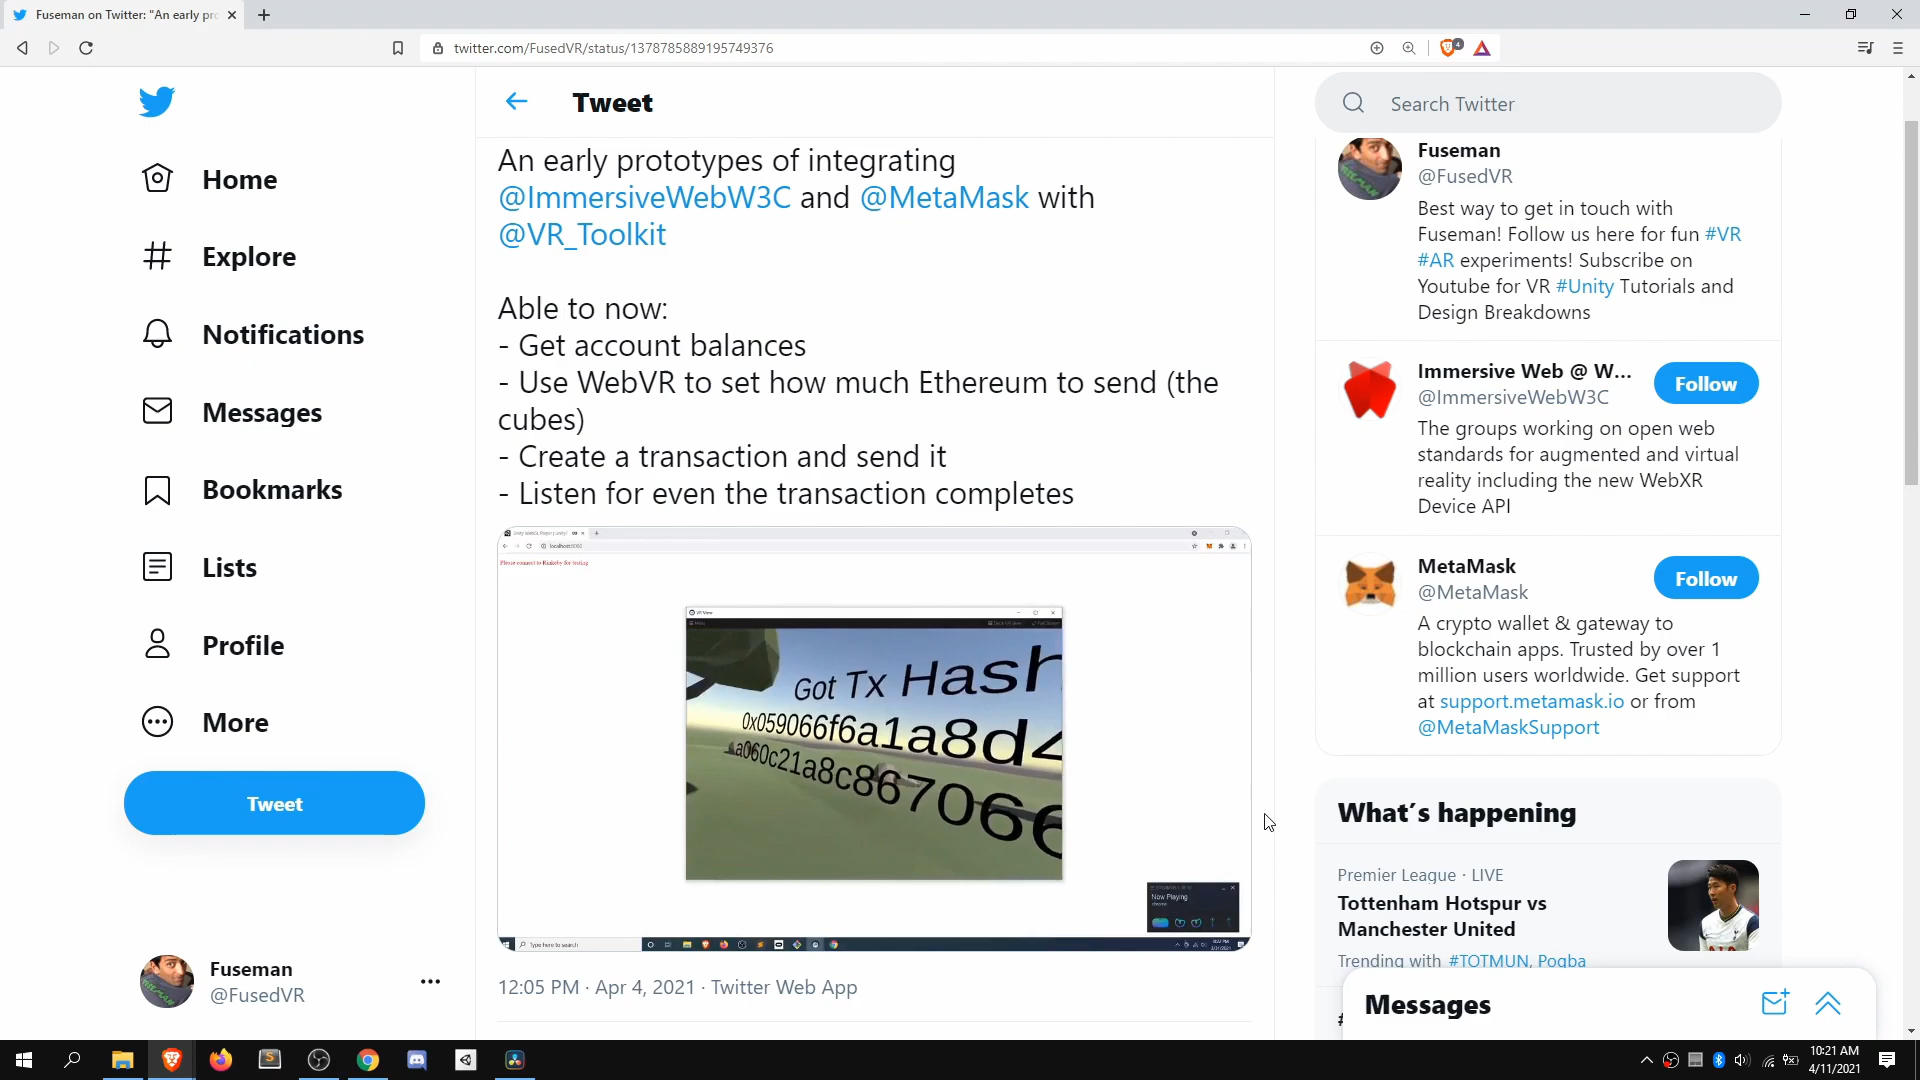 Fuseman on Twitter: "An early pro
twitter.com/FusedVR/status/1378785889195749376
4
Home
Explore
Notifications
Messages
Bookmarks
Lists
Profile
More
Tweet
Fuseman
@FusedVR
Tweet
An early prototypes of integrating
@ImmersiveWebW3C and @MetaMask with
@VR_Toolkit
Able to now:
- Get account balances
- Use WebVR to set how much Ethereum to send (the
cubes)
- Create a transaction and send it
- Listen for even the transaction completes
localhost:8080
Please connect to Rinkeby for testing
VR View
Menu
Got Tx Hash
0x059066f6a1a8d4
a060c21a8c867066
Now Playing
chrome
Type here to search
12:05 PM · Apr 4, 2021 · Twitter Web App
Search Twitter
Fuseman
@FusedVR
Best way to get in touch with
Fuseman! Follow us here for fun #VR
#AR experiments! Subscribe on
Youtube for VR #Unity Tutorials and
Design Breakdowns
Immersive Web @ W...
@ImmersiveWebW3C
Follow
The groups working on open web
standards for augmented and virtual
reality including the new WebXR
Device API
MetaMask
@MetaMask
Follow
A crypto wallet & gateway to
blockchain apps. Trusted by over 1
million users worldwide. Get support
at support.metamask.io or from
@MetaMaskSupport
What's happening
Premier League · LIVE
Tottenham Hotspur vs
Manchester United
Trending with #TOTMUN, Pogba
Messages
10:21 AM
4/11/2021